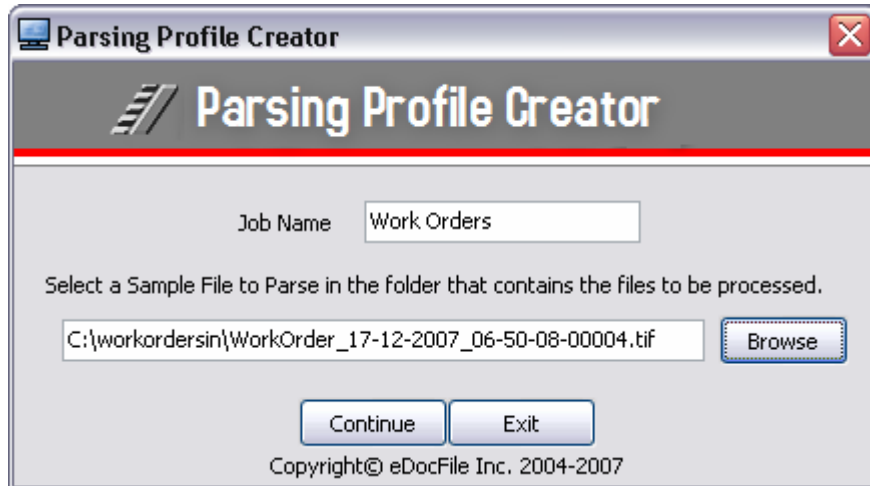 Parsing Profile Creator
Parsing Profile Creator
Job Name Work Orders
Select a Sample File to Parse in the folder that contains the files to be processed.
C:\workordersin\WorkOrder_17-12-2007_06-50-08-00004.tif Browse
Continue Exit
Copyright© eDocFile Inc. 2004-2007